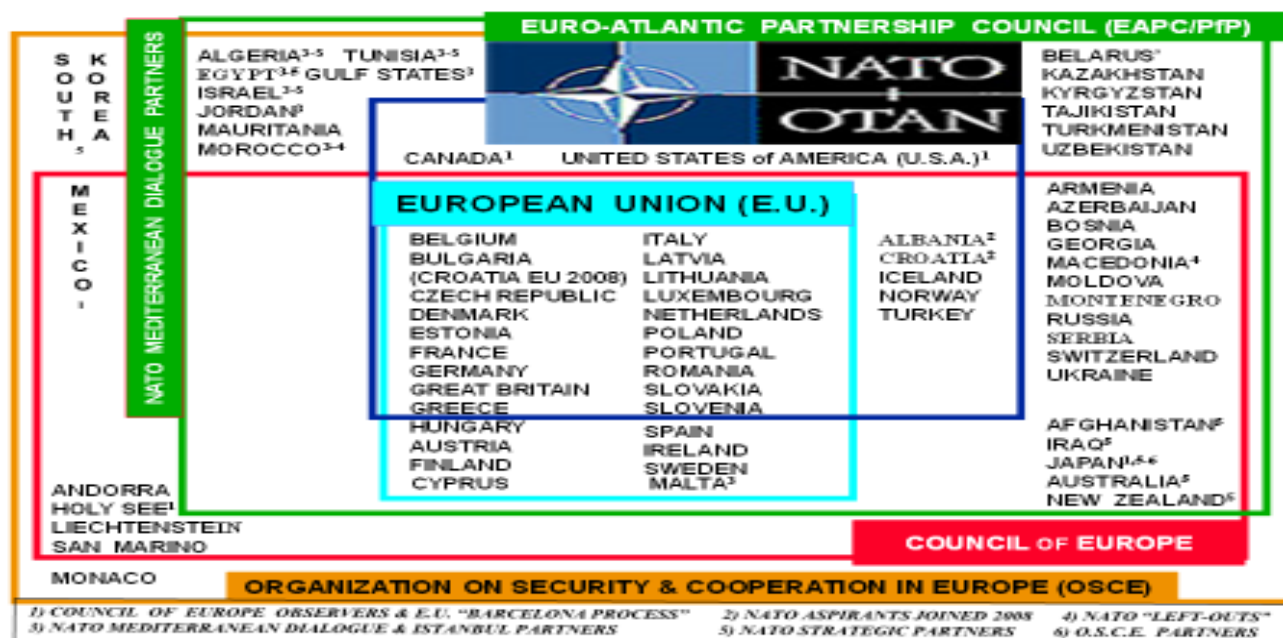 EURO-ATLANTIC PARTNERSHIP COUNCIL (EAPC/PfP)
SOUTH KOREA⁵
NATO MEDITERRANEAN DIALOGUE PARTNERS
ALGERIA³⁻⁵ TUNISIA³⁻⁵
EGYPT³⁻⁶ GULF STATES³
ISRAEL³⁻⁵
JORDAN³
MAURITANIA
MOROCCO³⁻⁴
NATO
OTAN
BELARUS
KAZAKHSTAN
KYRGYZSTAN
TAJIKISTAN
TURKMENISTAN
UZBEKISTAN
CANADA¹ UNITED STATES of AMERICA (U.S.A.)¹
MEXICO¹
EUROPEAN UNION (E.U.)
BELGIUM
BULGARIA
(CROATIA EU 2008)
CZECH REPUBLIC
DENMARK
ESTONIA
FRANCE
GERMANY
GREAT BRITAIN
GREECE
HUNGARY
AUSTRIA
FINLAND
CYPRUS
ITALY
LATVIA
LITHUANIA
LUXEMBOURG
NETHERLANDS
POLAND
PORTUGAL
ROMANIA
SLOVAKIA
SLOVENIA
SPAIN
IRELAND
SWEDEN
MALTA³
ALBANIA²
CROATIA²
ICELAND
NORWAY
TURKEY
ARMENIA
AZERBAIJAN
BOSNIA
GEORGIA
MACEDONIA⁴
MOLDOVA
MONTENEGRO
RUSSIA
SERBIA
SWITZERLAND
UKRAINE
AFGHANISTAN⁵
IRAQ⁵
JAPAN¹·⁵⁻⁶
AUSTRALIA⁵
NEW ZEALAND⁵
ANDORRA
HOLY SEE¹
LIECHTENSTEIN
SAN MARINO
COUNCIL OF EUROPE
MONACO
ORGANIZATION ON SECURITY & COOPERATION IN EUROPE (OSCE)
1) COUNCIL OF EUROPE OBSERVERS & E.U. "BARCELONA PROCESS" 2) NATO ASPIRANTS JOINED 2008 4) NATO "LEFT-OUTS"
3) NATO MEDITERRANEAN DIALOGUE & ISTANBUL PARTNERS 5) NATO STRATEGIC PARTNERS 6) O.S.C.E. PARTNERS